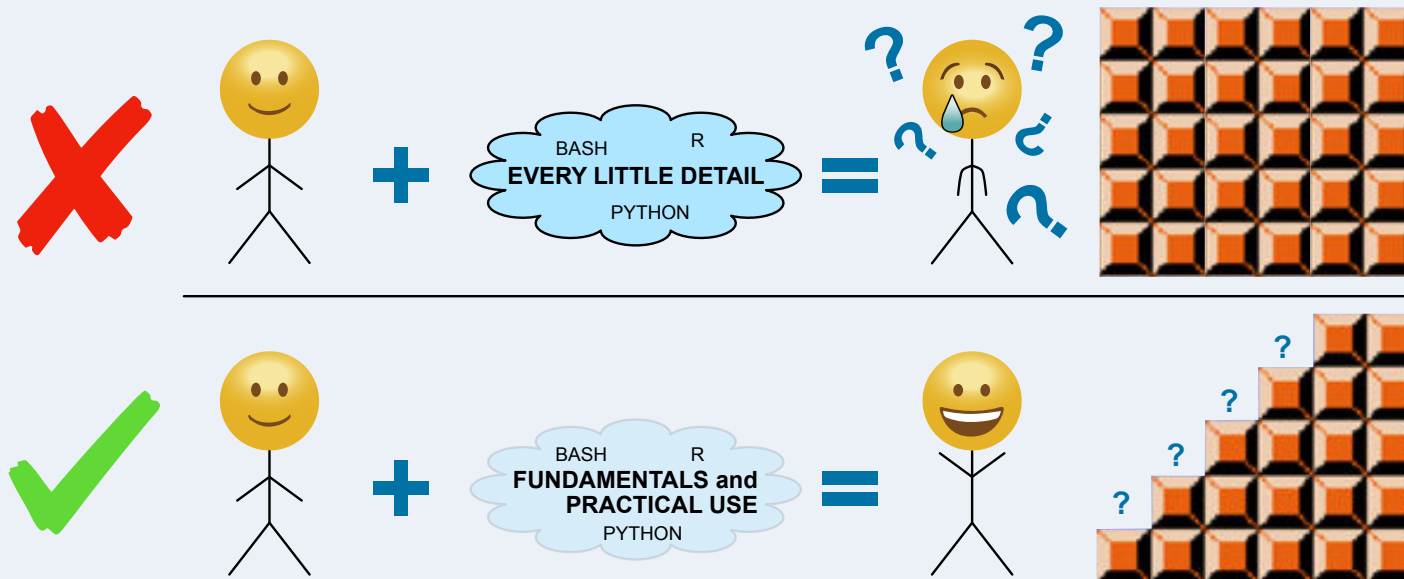 ? ?
BASH R
? ?
EVERY LITTLE DETAIL
PYTHON
?
?
?
BASH R
?
FUNDAMENTALS and
PRACTICAL USE
?
PYTHON